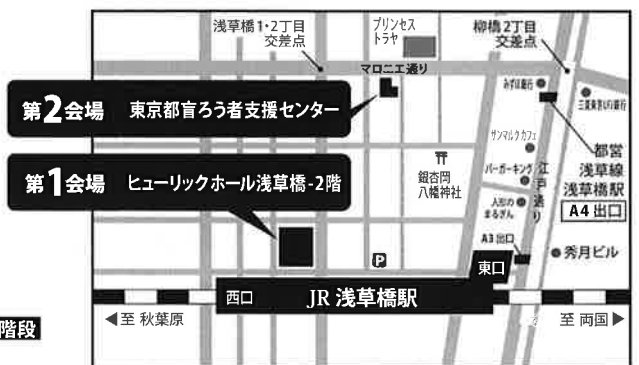 浅草橋1・2丁目
交差点
プリンセス
トラヤ
柳橋2丁目
交差点
マロニエ通り
みずほ銀行
三菱東京UFJ銀行
第2会場 東京都盲ろう者支援センター
サンマルクカフェ
都営
浅草線
浅草橋駅
A4出口
バーガーキング
江戸通り
銀杏岡
八幡神社
第1会場 ヒューリックホール浅草橋-2階
人形の
まるぎん
A3出口
秀月ビル
P
東口
西口
JR 浅草橋駅
階段
◀至 秋葉原
至 両国▶